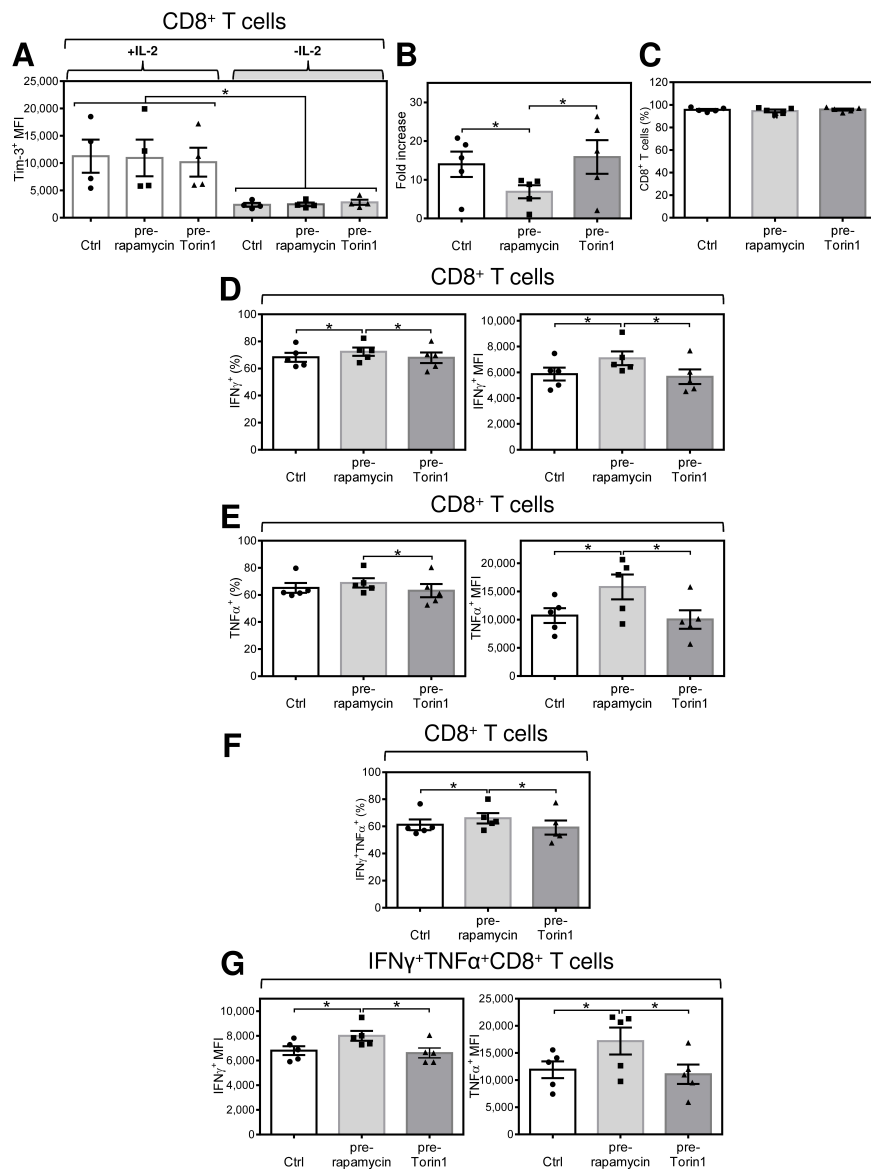 CD8⁺ T cells
A
+IL-2
-IL-2
25,000
20,000
15,000
10,000
5,000
0
Tim-3⁺ MFI
*
Ctrl
pre-
rapamycin
pre-
Torin1
Ctrl
pre-
rapamycin
pre-
Torin1
B
30
20
10
0
Fold increase
*
*
Ctrl
pre-
rapamycin
pre-
Torin1
C
120
100
80
60
40
20
0
CD8⁺ T cells (%)
Ctrl
pre-
rapamycin
pre-
Torin1
D
CD8⁺ T cells
100
80
60
40
20
0
IFNγ⁺ (%)
*
*
Ctrl
pre-
rapamycin
pre-
Torin1
10,000
8,000
6,000
4,000
2,000
0
IFNγ⁺ MFI
*
*
Ctrl
pre-
rapamycin
pre-
Torin1
E
CD8⁺ T cells
100
80
60
40
20
0
TNFα⁺ (%)
*
Ctrl
pre-
rapamycin
pre-
Torin1
20,000
15,000
10,000
5,000
0
TNFα⁺ MFI
*
*
Ctrl
pre-
rapamycin
pre-
Torin1
F
CD8⁺ T cells
100
80
60
40
20
0
IFNγ⁺TNFα⁺ (%)
*
*
Ctrl
pre-
rapamycin
pre-
Torin1
G
IFNγ⁺TNFα⁺CD8⁺ T cells
10,000
8,000
6,000
4,000
2,000
0
IFNγ⁺ MFI
*
*
Ctrl
pre-
rapamycin
pre-
Torin1
25,000
20,000
15,000
10,000
5,000
0
TNFα⁺ MFI
*
*
Ctrl
pre-
rapamycin
pre-
Torin1